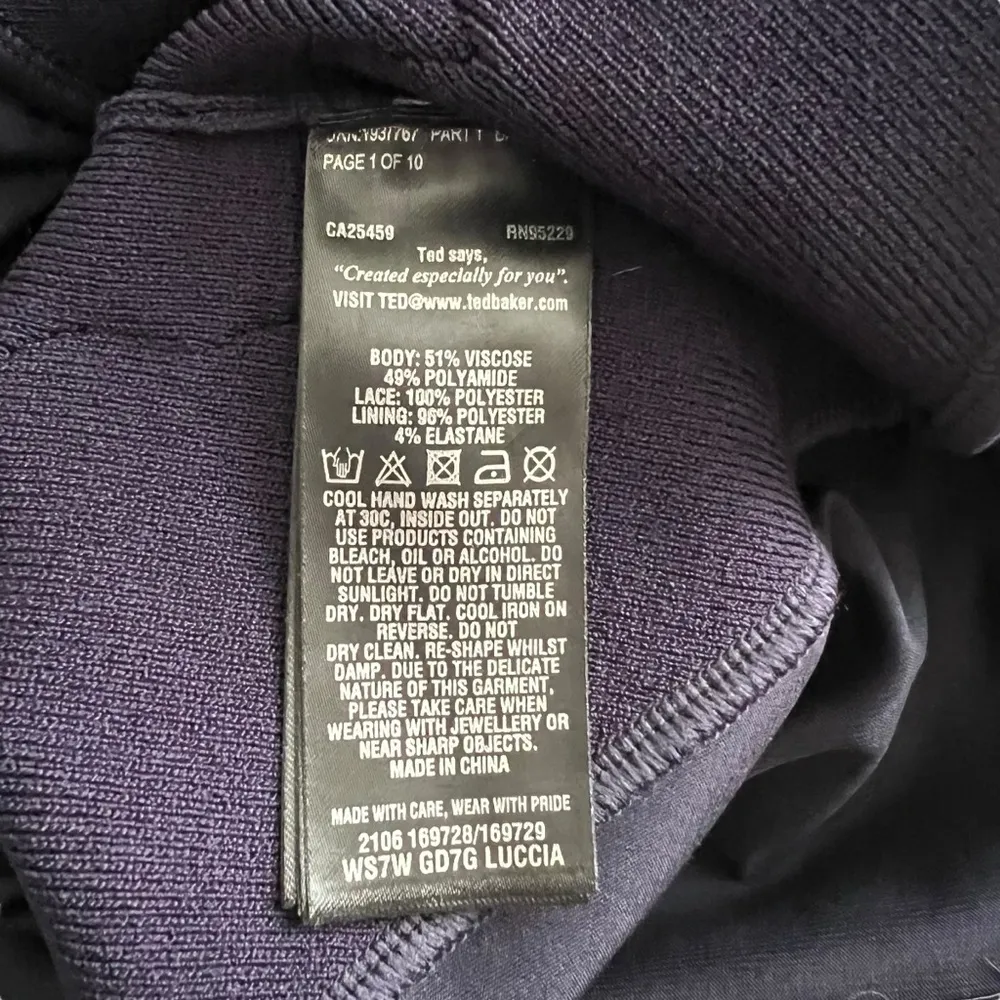 PARTY
PAGE 1 OF 10
CA25459 RN95229
Ted says,
“Created especially for you”.
VISIT TED@www.tedbaker.com
BODY: 51% VISCOSE
49% POLYAMIDE
LACE: 100% POLYESTER
LINING: 96% POLYESTER
4% ELASTANE
COOL HAND WASH SEPARATELY
AT 30C, INSIDE OUT. DO NOT
USE PRODUCTS CONTAINING
BLEACH, OIL OR ALCOHOL. DO
NOT LEAVE OR DRY IN DIRECT
SUNLIGHT. DO NOT TUMBLE
DRY. DRY FLAT. COOL IRON ON
REVERSE. DO NOT
DRY CLEAN. RE-SHAPE WHILST
DAMP. DUE TO THE DELICATE
NATURE OF THIS GARMENT,
PLEASE TAKE CARE WHEN
WEARING WITH JEWELLERY OR
NEAR SHARP OBJECTS.
MADE IN CHINA
MADE WITH CARE, WEAR WITH PRIDE
2106 169728/169729
WS7W GD7G LUCCIA